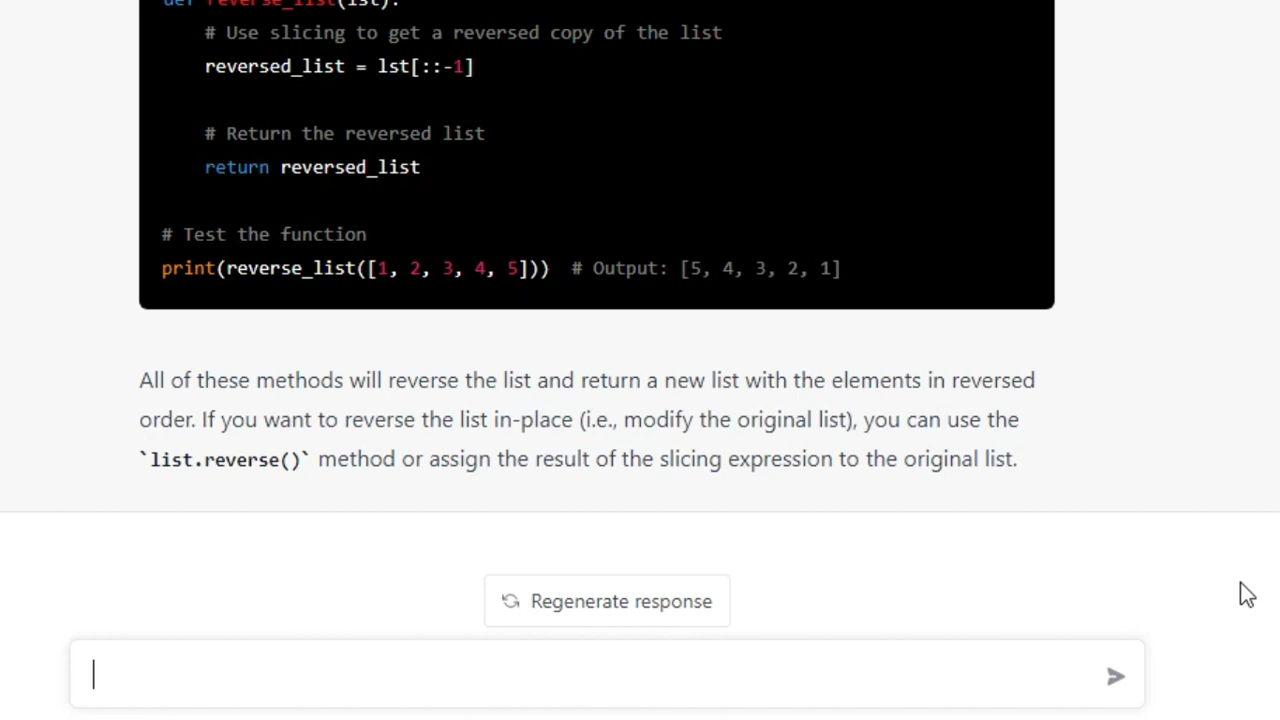 def reverse_list(lst):
# Use slicing to get a reversed copy of the list
reversed_list = lst[::-1]
# Return the reversed list
return reversed_list
# Test the function
print(reverse_list([1, 2, 3, 4, 5])) # Output: [5, 4, 3, 2, 1]
All of these methods will reverse the list and return a new list with the elements in reversed
order. If you want to reverse the list in-place (i.e., modify the original list), you can use the
`list.reverse()` method or assign the result of the slicing expression to the original list.
Regenerate response